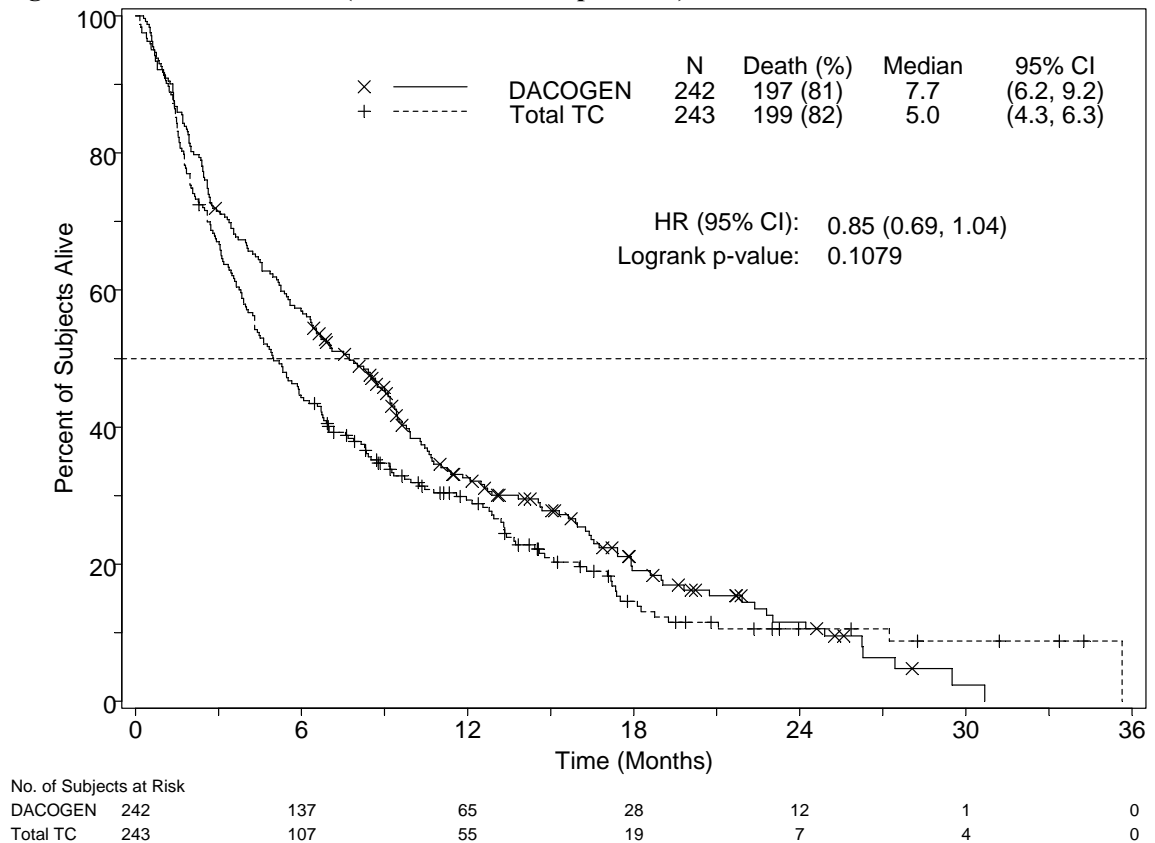 100
80
60
40
20
0
Percent of Subjects Alive
N Death (%) Median 95% CI
DACOGEN 242 197 (81) 7.7 (6.2, 9.2)
Total TC 243 199 (82) 5.0 (4.3, 6.3)
HR (95% CI): 0.85 (0.69, 1.04)
Logrank p-value: 0.1079
0 6 12 18 24 30 36
Time (Months)
No. of Subjects at Risk
DACOGEN 242 137 65 28 12 1 0
Total TC 243 107 55 19 7 4 0